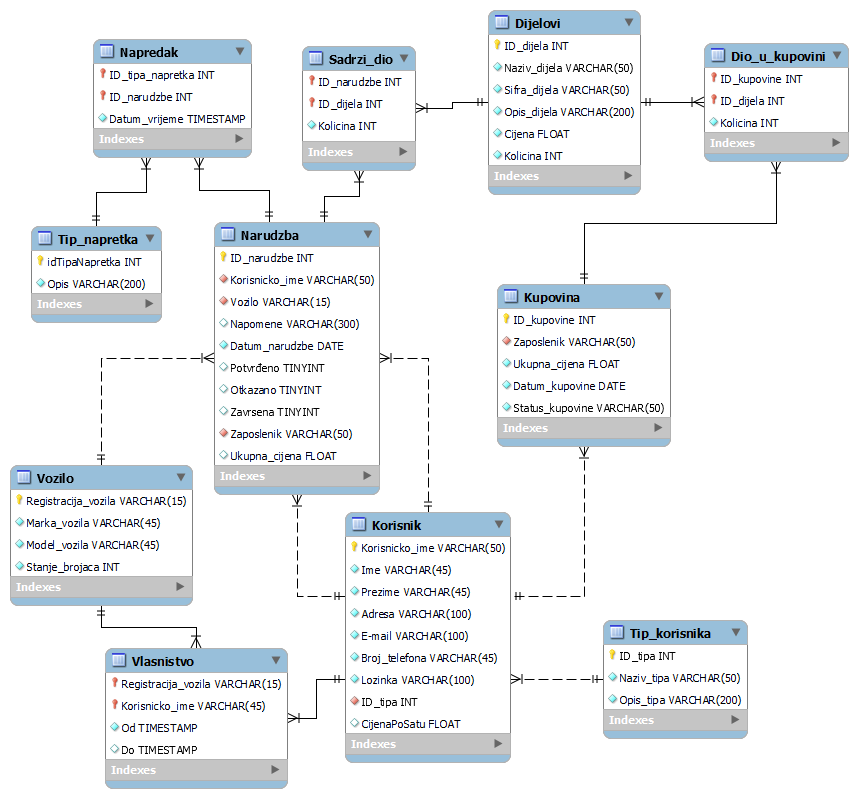 Napredak
ID_tipa_napretka INT
ID_narudzbe INT
Datum_vrijeme TIMESTAMP
Indexes
Sadrzi_dio
ID_narudzbe INT
ID_dijela INT
Kolicina INT
Indexes
Dijelovi
ID_dijela INT
Naziv_dijela VARCHAR(50)
Sifra_dijela VARCHAR(50)
Opis_dijela VARCHAR(200)
Cijena FLOAT
Kolicina INT
Indexes
Dio_u_kupovini
ID_kupovine INT
ID_dijela INT
Kolicina INT
Indexes
Tip_napretka
idTipaNapretka INT
Opis VARCHAR(200)
Indexes
Narudzba
ID_narudzbe INT
Korisnicko_ime VARCHAR(50)
Vozilo VARCHAR(15)
Napomene VARCHAR(300)
Datum_narudzbe DATE
Potvrđeno TINYINT
Otkazano TINYINT
Zavrsena TINYINT
Zaposlenik VARCHAR(50)
Ukupna_cijena FLOAT
Indexes
Kupovina
ID_kupovine INT
Zaposlenik VARCHAR(50)
Ukupna_cijena FLOAT
Datum_kupovine DATE
Status_kupovine VARCHAR(50)
Indexes
Vozilo
Registracija_vozila VARCHAR(15)
Marka_vozila VARCHAR(45)
Model_vozila VARCHAR(45)
Stanje_brojaca INT
Indexes
Korisnik
Korisnicko_ime VARCHAR(50)
Ime VARCHAR(45)
Prezime VARCHAR(45)
Adresa VARCHAR(100)
E-mail VARCHAR(100)
Broj_telefona VARCHAR(45)
Lozinka VARCHAR(100)
ID_tipa INT
CijenaPoSatu FLOAT
Indexes
Tip_korisnika
ID_tipa INT
Naziv_tipa VARCHAR(50)
Opis_tipa VARCHAR(200)
Indexes
Vlasnistvo
Registracija_vozila VARCHAR(15)
Korisnicko_ime VARCHAR(45)
Od TIMESTAMP
Do TIMESTAMP
Indexes